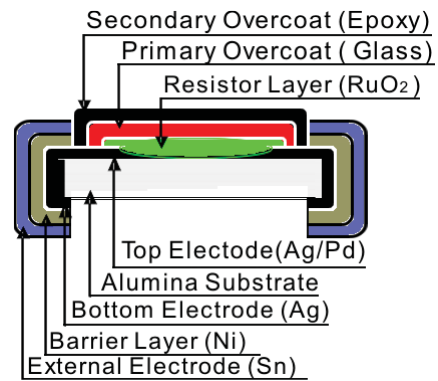 Secondary Overcoat (Epoxy)
Primary Overcoat ( Glass)
Resistor Layer (RuO₂)
Top Electode(Ag/Pd)
Alumina Substrate
Bottom Electrode (Ag)
Barrier Layer (Ni)
External Electrode (Sn)